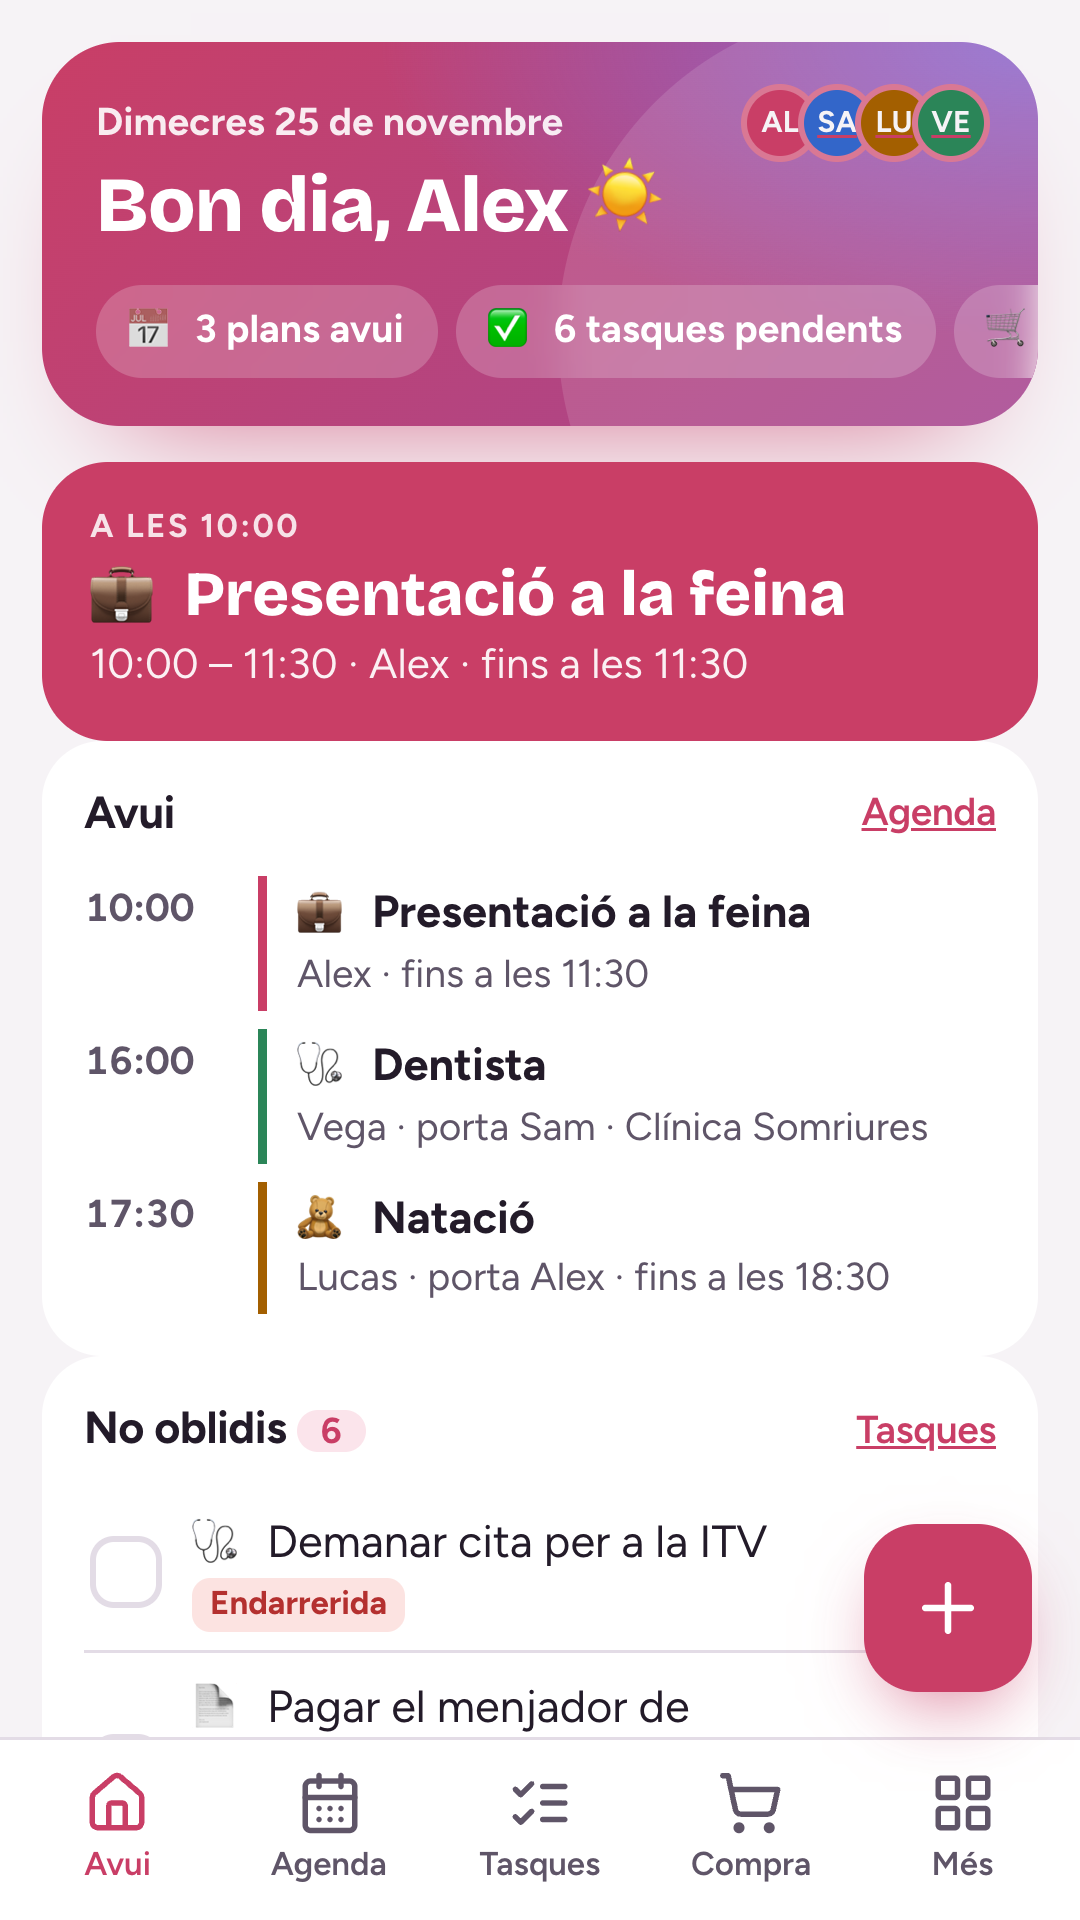 Dimecres 25 de novembre
AL SA LU VE
Bon dia, Alex
3 plans avui
6 tasques pendents
A LES 10:00
Presentació a la feina
10:00 – 11:30 · Alex · fins a les 11:30
Avui
Agenda
10:00
Presentació a la feina
Alex · fins a les 11:30
16:00
Dentista
Vega · porta Sam · Clínica Somriures
17:30
Natació
Lucas · porta Alex · fins a les 18:30
No oblidis 6
Tasques
Demanar cita per a la ITV
Endarrerida
Pagar el menjador de
Avui
Agenda
Tasques
Compra
Més